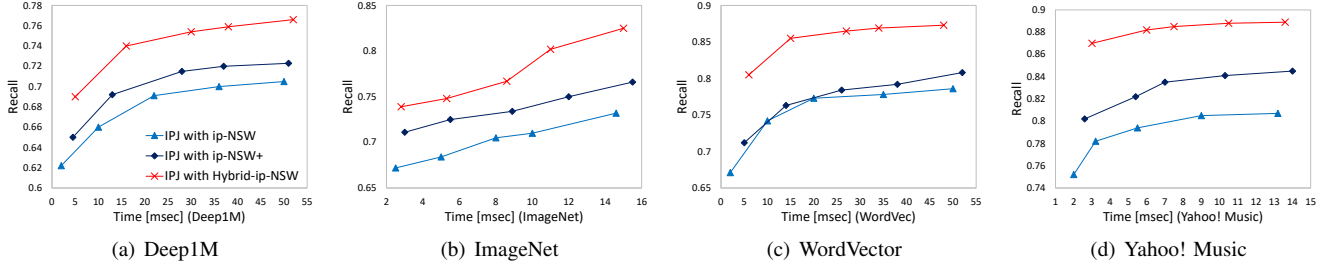 0.78
0.76
0.74
0.72
0.7
0.68
0.66
0.64
0.62
0.6
Recall
0 5 10 15 20 25 30 35 40 45 50 55
Time [msec] (Deep1M)
IPJ with ip-NSW
IPJ with ip-NSW+
IPJ with Hybrid-ip-NSW
(a) Deep1M
0.85
0.8
0.75
0.7
0.65
Recall
2 4 6 8 10 12 14 16
Time [msec] (ImageNet)
(b) ImageNet
0.9
0.85
0.8
0.75
0.7
0.65
Recall
0 5 10 15 20 25 30 35 40 45 50 55
Time [msec] (WordVec)
(c) WordVector
0.9
0.88
0.86
0.84
0.82
0.8
0.78
0.76
0.74
Recall
1 2 3 4 5 6 7 8 9 10 11 12 13 14 15
Time [msec] (Yahoo! Music)
(d) Yahoo! Music